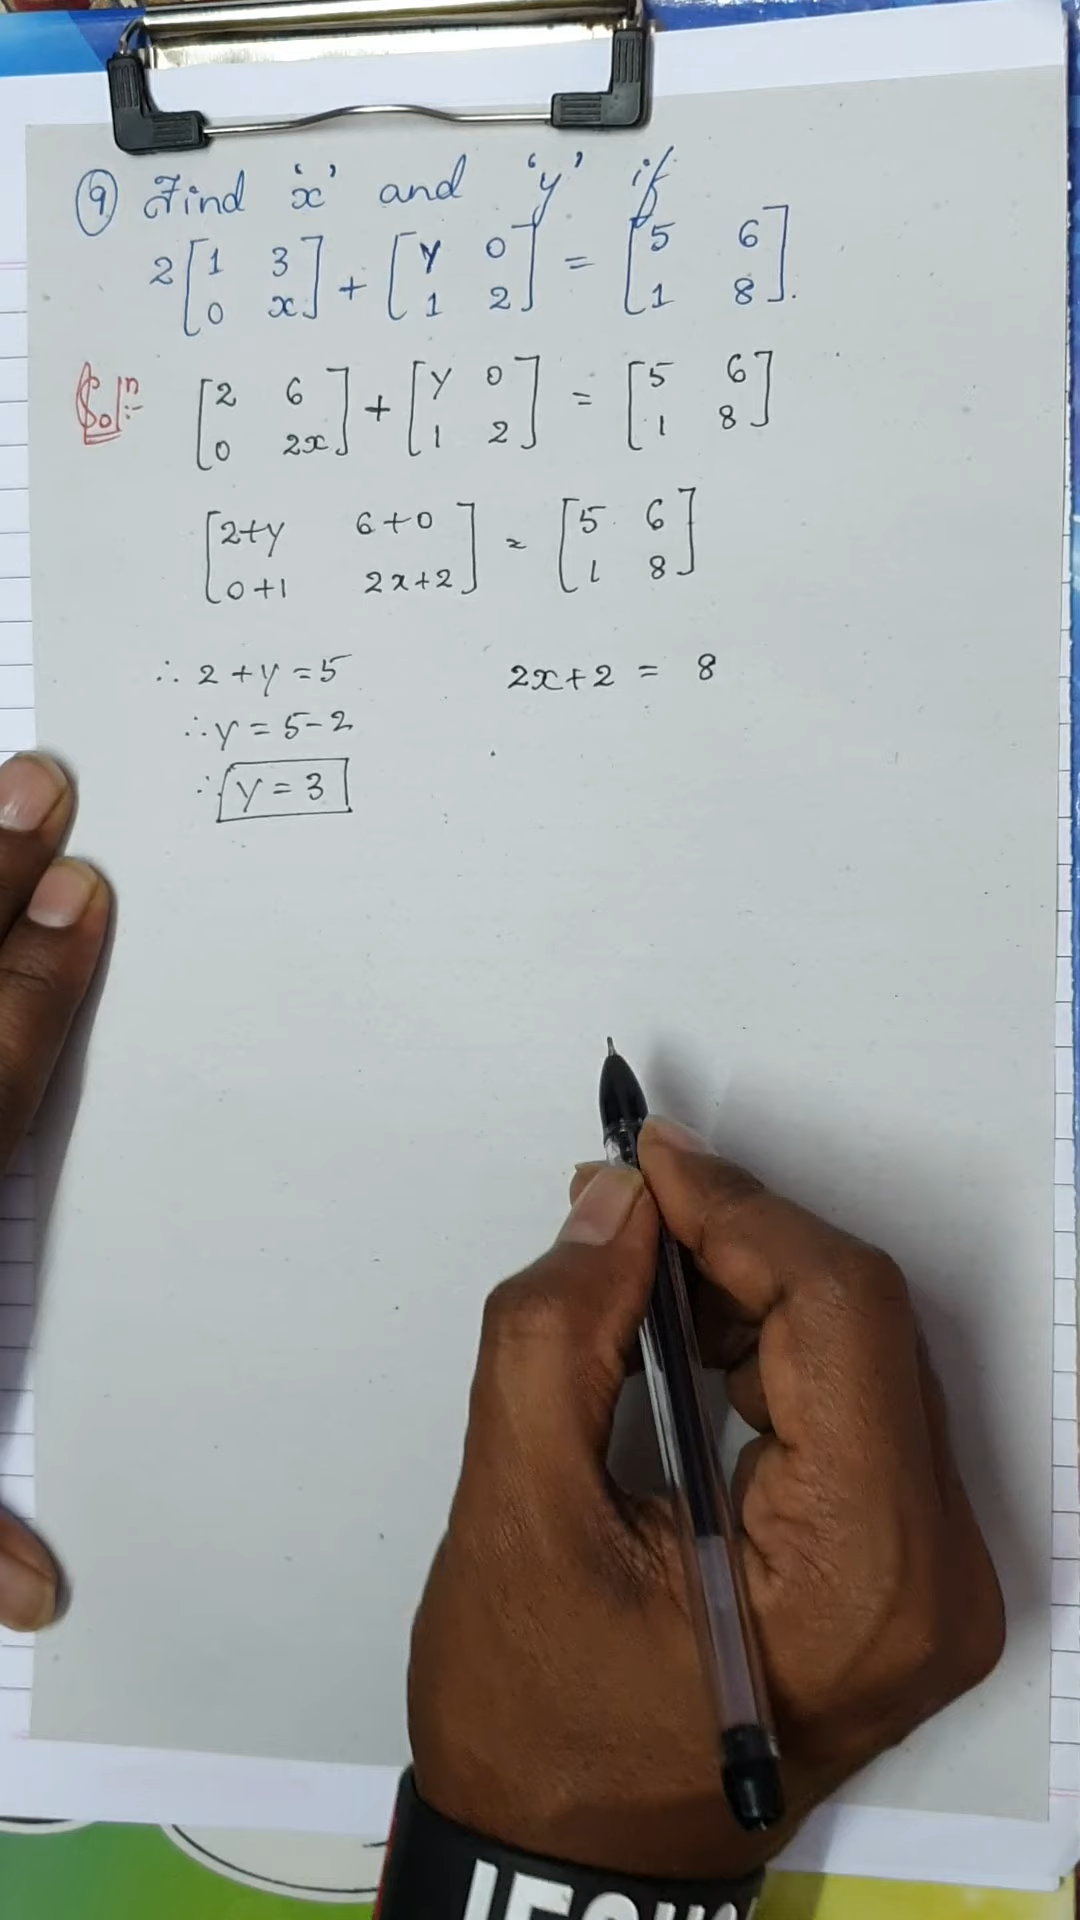 9 Find 'x' and 'y' if
2[1 3
0 x] + [y 0
1 2] = [5 6
1 8].
Solⁿ:- [2 6
0 2x] + [y 0
1 2] = [5 6
1 8]
[2+y 6+0
0+1 2x+2] = [5 6
1 8]
∴ 2+y=5
∴ y = 5-2
∴ y = 3
2x+2 = 8